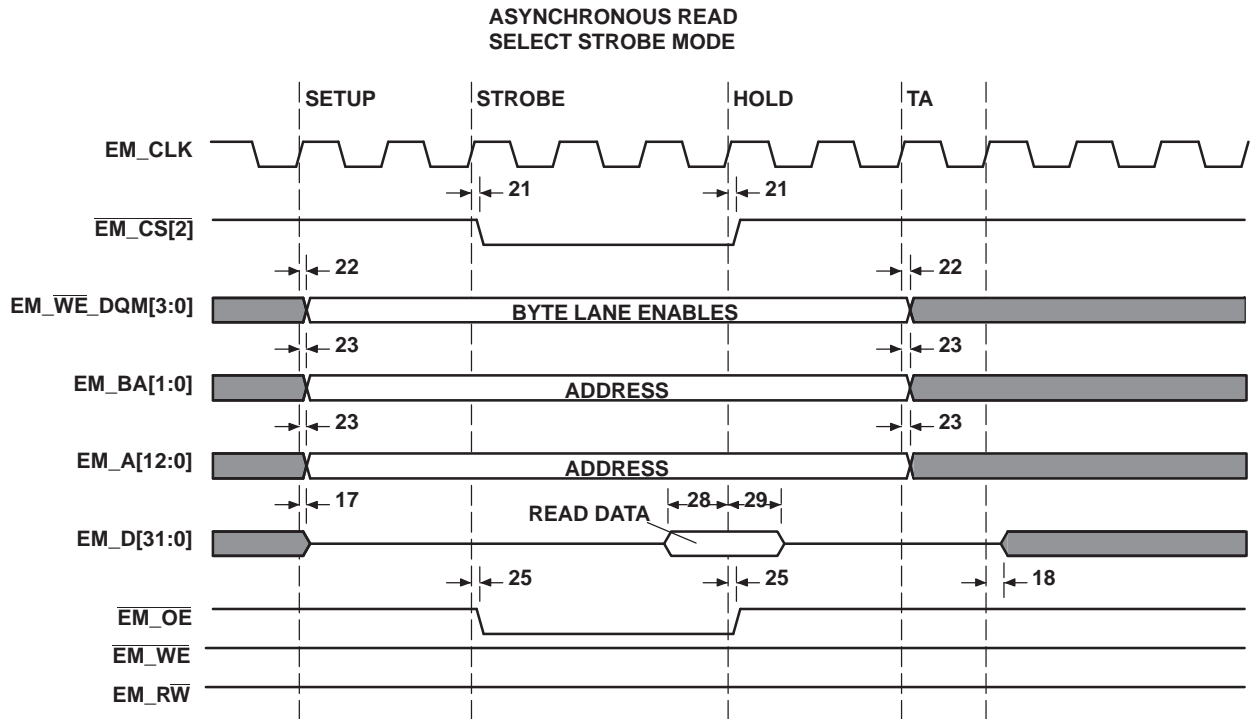 ASYNCHRONOUS READ
SELECT STROBE MODE
SETUP STROBE HOLD TA
EM_CLK
21 21
EM_CS[2]
22 22
EM_WE_DQM[3:0] BYTE LANE ENABLES
23 23
EM_BA[1:0] ADDRESS
23 23
EM_A[12:0] ADDRESS
17 28 29
READ DATA
EM_D[31:0]
25 25 18
EM_OE
EM_WE
EM_RW